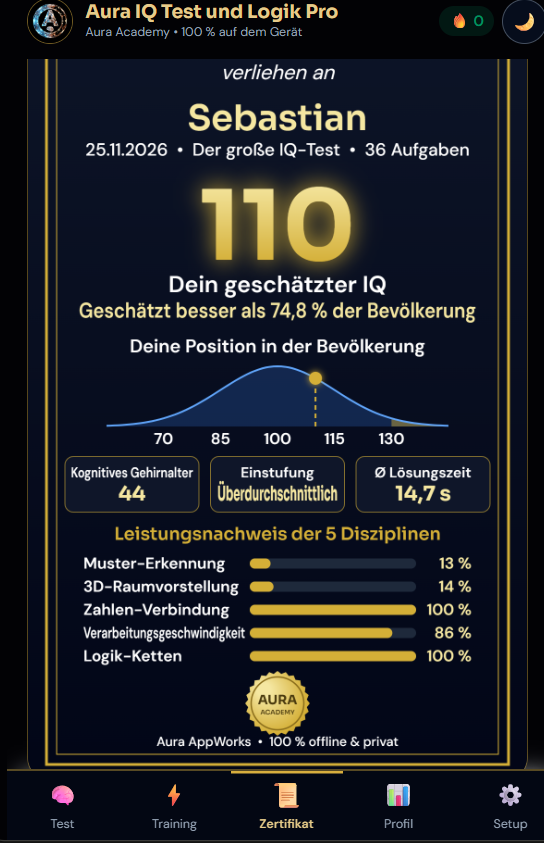 Aura IQ Test und Logik Pro
Aura Academy • 100 % auf dem Gerät
0
verliehen an
Sebastian
25.11.2026 • Der große IQ-Test • 36 Aufgaben
110
Dein geschätzter IQ
Geschätzt besser als 74,8 % der Bevölkerung
Deine Position in der Bevölkerung
70 85 100 115 130
Kognitives Gehirnalter
44
Einstufung
Überdurchschnittlich
Ø Lösungszeit
14,7 s
Leistungsnachweis der 5 Disziplinen
Muster-Erkennung 13 %
3D-Raumvorstellung 14 %
Zahlen-Verbindung 100 %
Verarbeitungsgeschwindigkeit 86 %
Logik-Ketten 100 %
AURA
ACADEMY
Aura AppWorks • 100 % offline & privat
Test Training Zertifikat Profil Setup